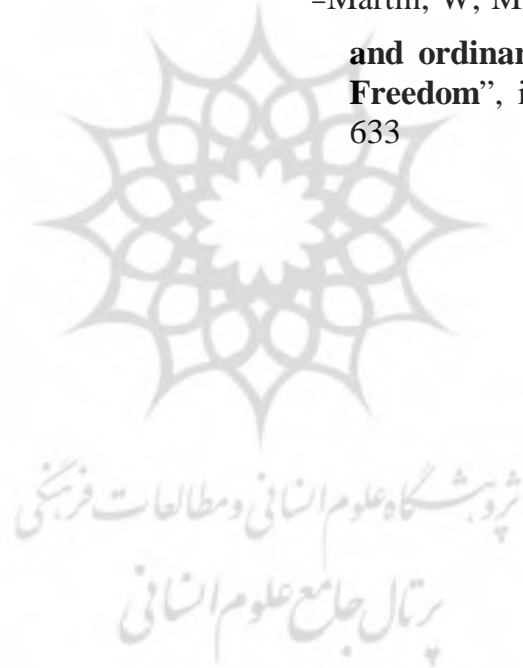 –Martin, W, M
and ordinar
Freedom”, i
633
پژوهشگاه علوم انسانی و مطالعات فرهنگی
پرتال جامع علوم انسانی